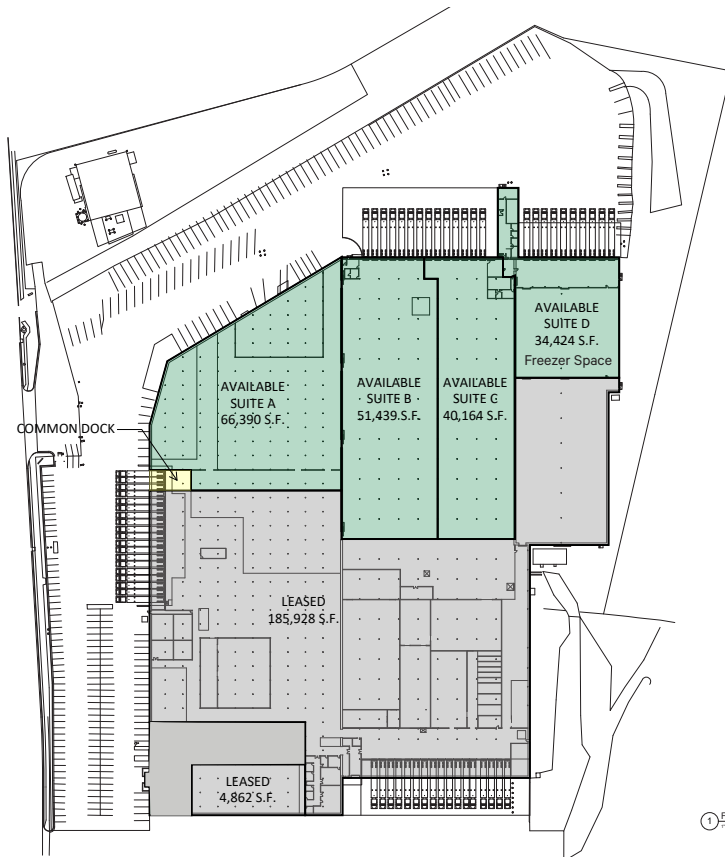 AVAILABLE
SUITE D
34,424 S.F.
Freezer Space
AVAILABLE
SUITE A
66,390 S.F.
AVAILABLE
SUITE B
51,439 S.F.
AVAILABLE
SUITE C
40,164 S.F.
COMMON DOCK
LEASED
185,928 S.F.
LEASED
4,862 S.F.
1